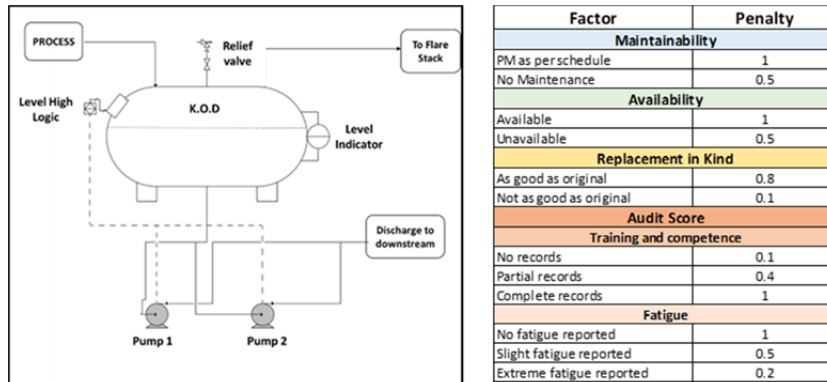 PROCESS
Relief
valve
To Flare
Stack
Level High
Logic
K.O.D
Level
Indicator
Discharge to
downstream
Pump 1
Pump 2
Factor Penalty
Maintainability
PM as per schedule 1
No Maintenance 0.5
Availability
Available 1
Unavailable 0.5
Replacement in Kind
As good as original 0.8
Not as good as original 0.1
Audit Score
Training and competence
No records 0.1
Partial records 0.4
Complete records 1
Fatigue
No fatigue reported 1
Slight fatigue reported 0.5
Extreme fatigue reported 0.2